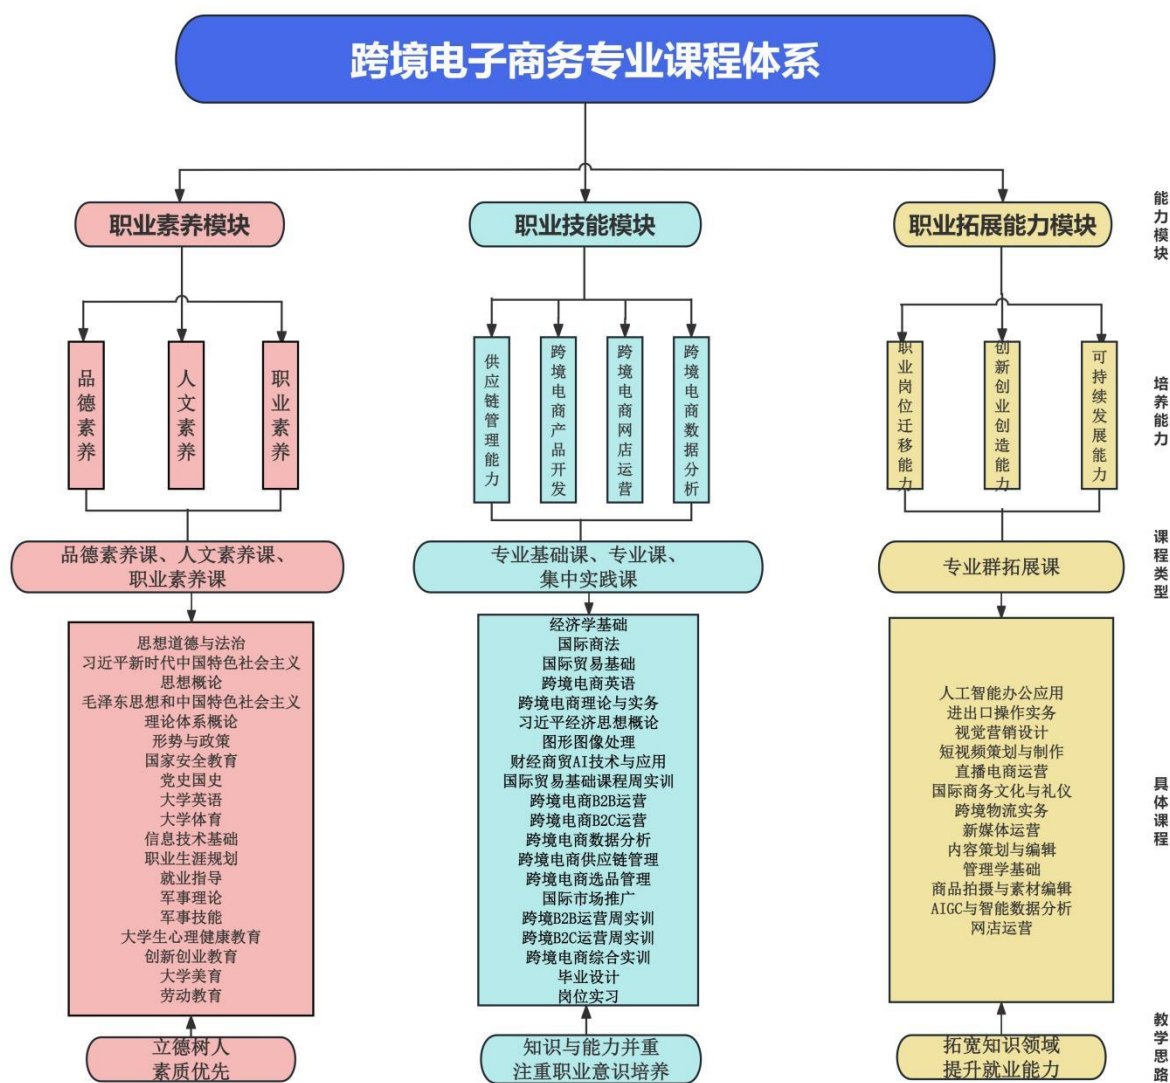 跨境电子商务专业课程体系
职业素养模块
职业技能模块
职业拓展能力模块
能力模块
品德素养
人文素养
职业素养
供应链管理能力
跨境电商产品开发
跨境电商网店运营
跨境电商数据分析
职业岗位迁移能力
创新创业创造能力
可持续发展能力
培养能力
品德素养课、人文素养课、
职业素养课
专业基础课、专业课、
集中实践课
专业群拓展课
课程类型
思想道德与法治
习近平新时代中国特色社会主义
思想概论
毛泽东思想和中国特色社会主义
理论体系概论
形势与政策
国家安全教育
党史国史
大学英语
大学体育
信息技术基础
职业生涯规划
就业指导
军事理论
军事技能
大学生心理健康教育
创新创业教育
大学美育
劳动教育
经济学基础
国际商法
国际贸易基础
跨境电商英语
跨境电商理论与实务
习近平经济思想概论
图形图像处理
财经商贸AI技术与应用
国际贸易基础课程周实训
跨境电商B2B运营
跨境电商B2C运营
跨境电商数据分析
跨境电商供应链管理
跨境电商选品管理
国际市场推广
跨境B2B运营周实训
跨境B2C运营周实训
跨境电商综合实训
毕业设计
岗位实习
人工智能办公应用
进出口操作实务
视觉营销设计
短视频策划与制作
直播电商运营
国际商务文化与礼仪
跨境物流实务
新媒体运营
内容策划与编辑
管理学基础
商品拍摄与素材编辑
AIGC与智能数据分析
网店运营
具体课程
立德树人
素质优先
知识与能力并重
注重职业意识培养
拓宽知识领域
提升就业能力
教学思路